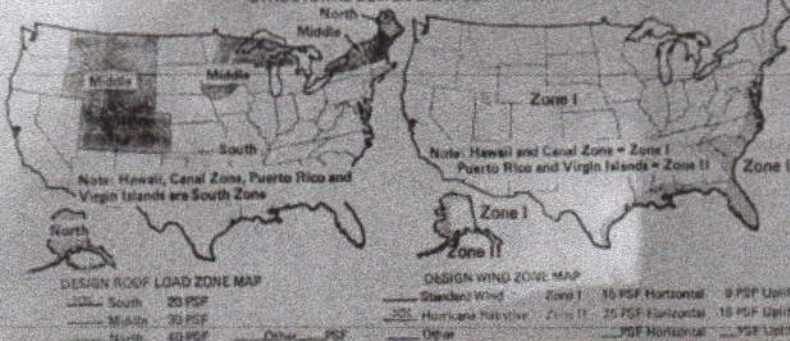 North
Middle
Middle
Middle
South
Note: Hawaii, Canal Zone, Puerto Rico and
Virgin Islands are South Zone
North
DESIGN ROOF LOAD ZONE MAP
South 20 PSF
Middle 30 PSF
North 40 PSF Other PSF
Zone I
Note: Hawaii and Canal Zone = Zone I
Puerto Rico and Virgin Islands = Zone II
Zone
Zone I
Zone II
DESIGN WIND ZONE MAP
Standard Wind Zone I 15 PSF Horizontal 9 PSF Uplift
Hurricane Resistive Zone II 25 PSF Horizontal 15 PSF Uplift
Other PSF Horizontal PSF Uplift